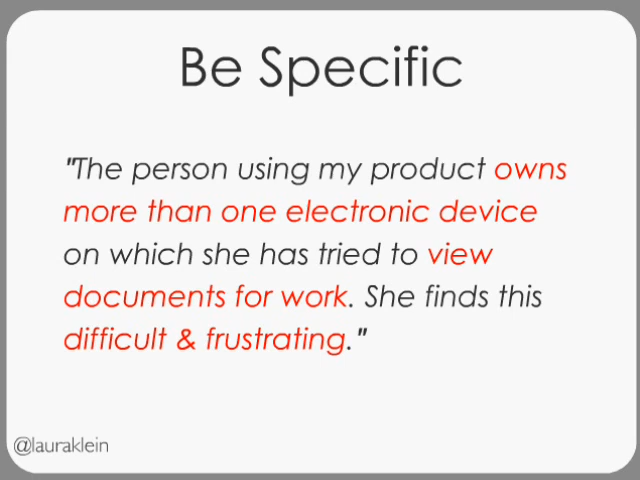 Be Specific
"The person using my product owns
more than one electronic device
on which she has tried to view
documents for work. She finds this
difficult & frustrating."
@lauraklein